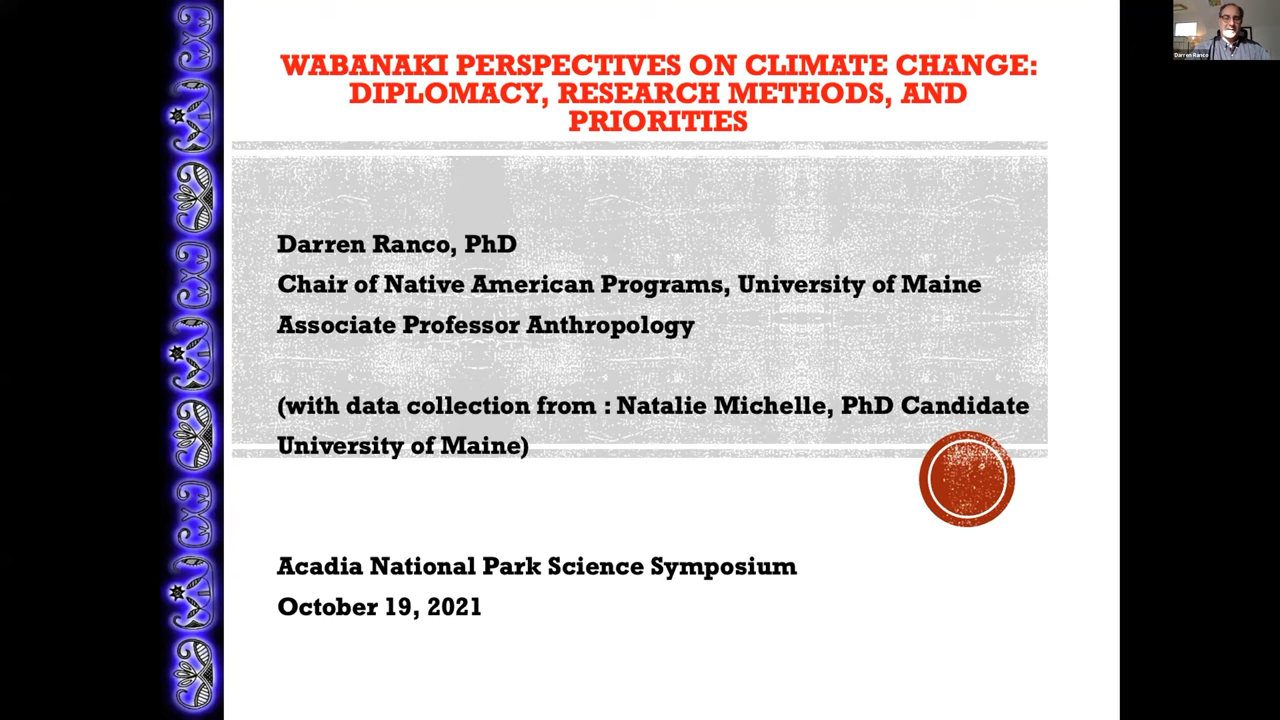 WABANAKI PERSPECTIVES ON CLIMATE CHANGE:
DIPLOMACY, RESEARCH METHODS, AND
PRIORITIES
Darren Ranco, PhD
Chair of Native American Programs, University of Maine
Associate Professor Anthropology
(with data collection from : Natalie Michelle, PhD Candidate
University of Maine)
Acadia National Park Science Symposium
October 19, 2021
Darren Ranco